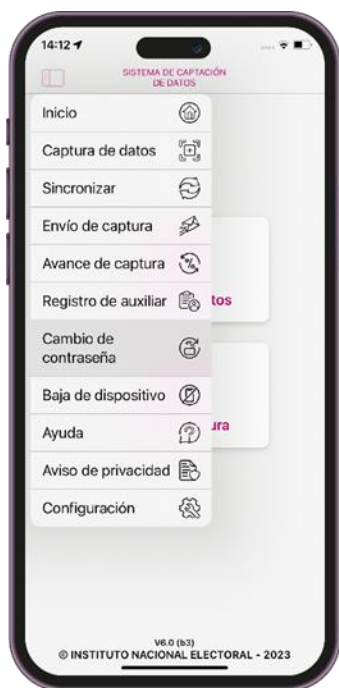 14:12
SISTEMA DE CAPTACIÓN
DE DATOS
Inicio
Captura de datos
Sincronizar
Envío de captura
Avance de captura
Registro de auxiliar
tos
Cambio de
contraseña
Baja de dispositivo
Ayuda
ura
Aviso de privacidad
Configuración
V6.0 (b3)
© INSTITUTO NACIONAL ELECTORAL - 2023